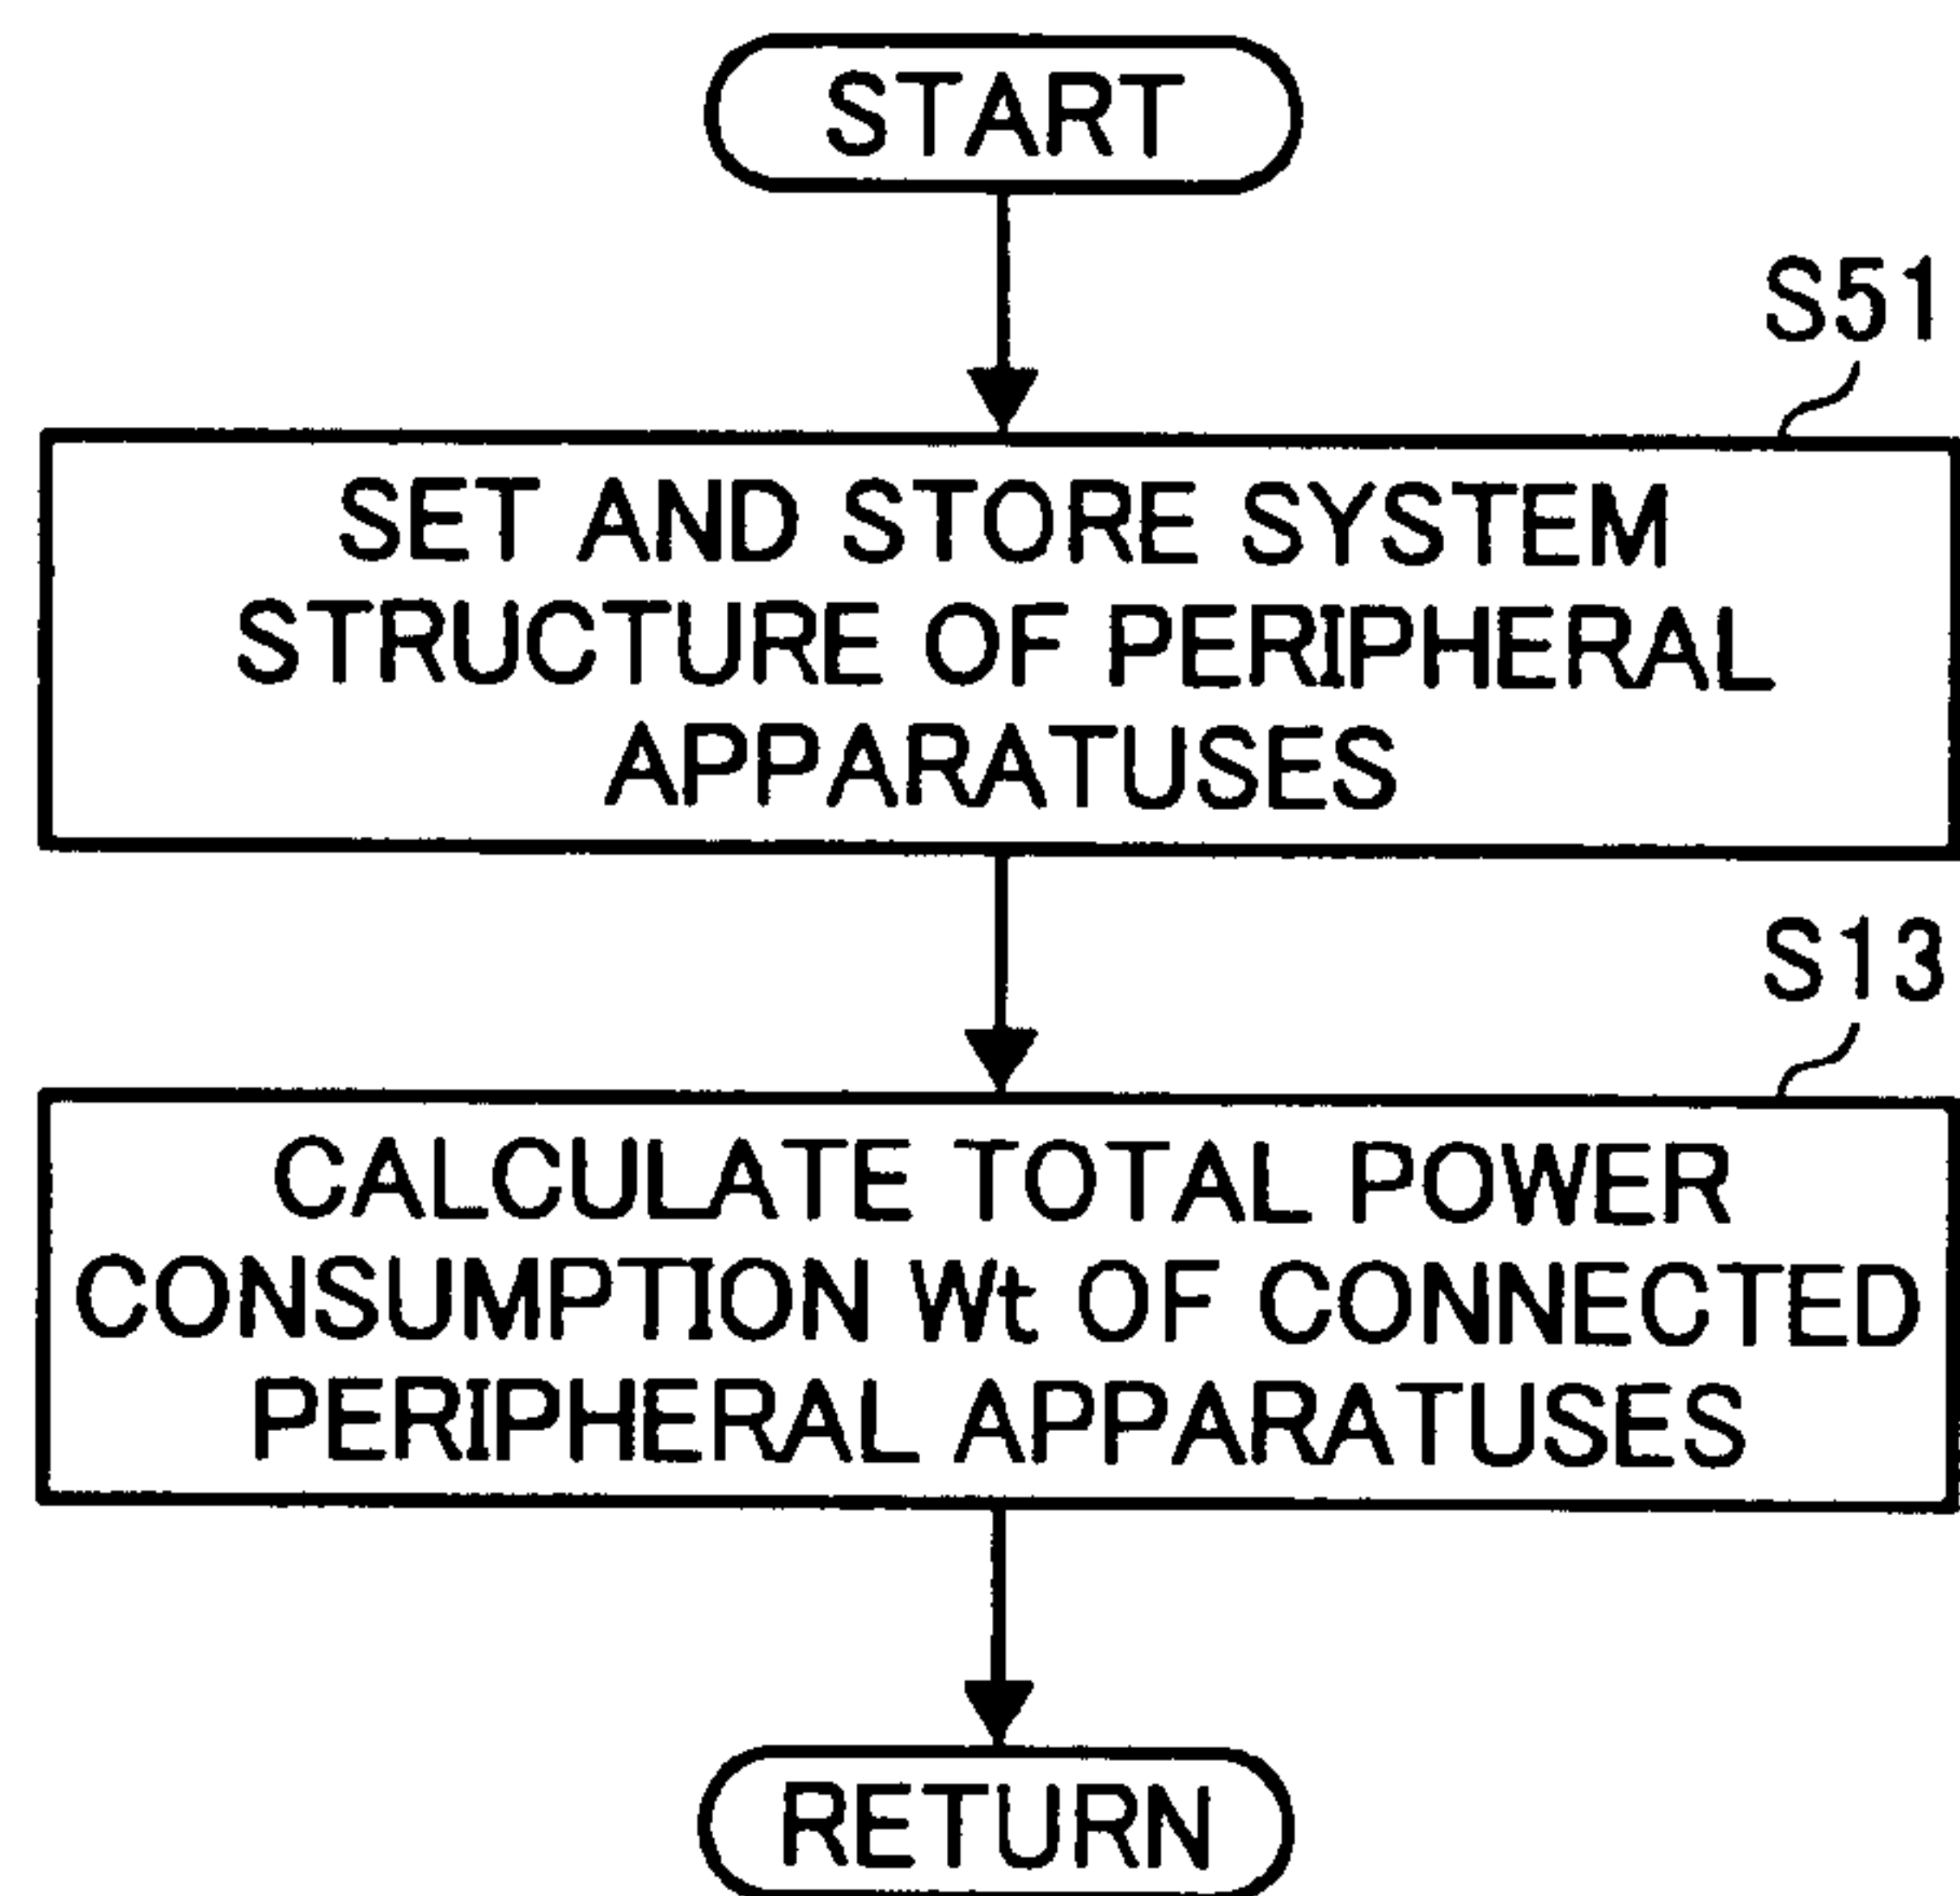 START
S51
SET AND STORE SYSTEM
STRUCTURE OF PERIPHERAL
APPARATUSES
S13
CALCULATE TOTAL POWER
CONSUMPTION Wt OF CONNECTED
PERIPHERAL APPARATUSES
RETURN